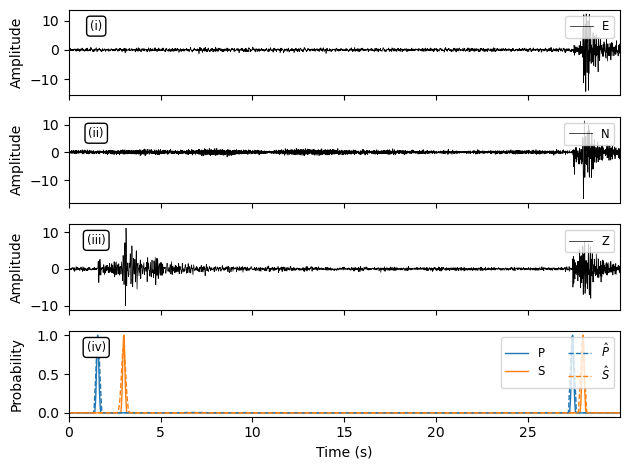 Amplitude
10
0
−10
(i)
E
Amplitude
10
0
−10
(ii)
N
Amplitude
10
0
−10
(iii)
Z
Probability
1.0
0.5
0.0
(iv)
P
S
P̂
Ŝ
0
5
10
15
20
25
Time (s)